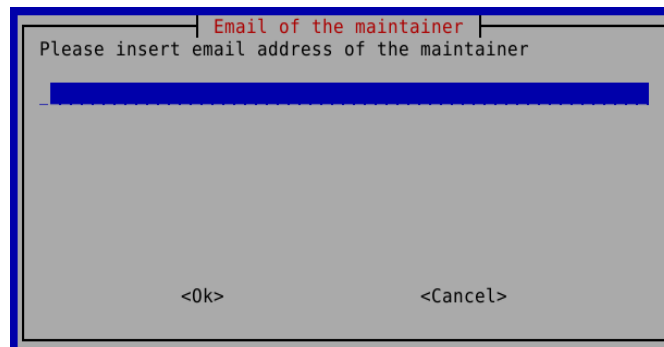 Email of the maintainer
Please insert email address of the maintainer
<Ok> <Cancel>